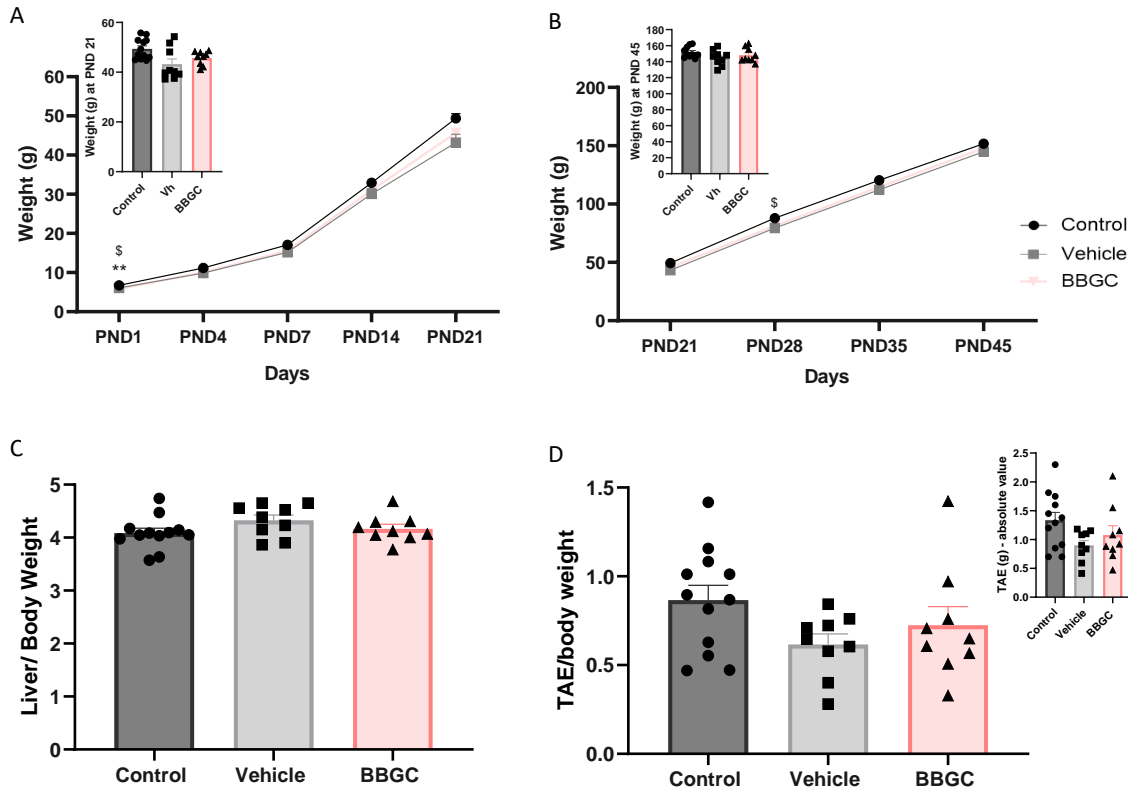 A
Weight (g) at PND 21
60
40
20
0
Control
Vh
BBGC
Weight (g)
60
50
40
30
20
10
0
$
**
PND1
PND4
PND7
PND14
PND21
Days
B
Weight (g) at PND 45
180
160
140
120
100
80
60
40
20
0
Control
Vh
BBGC
Weight (g)
200
150
100
50
0
$
PND21
PND28
PND35
PND45
Days
Control
Vehicle
BBGC
C
Liver/ Body Weight
5
4
3
2
1
0
Control
Vehicle
BBGC
D
TAE/body weight
1.5
1.0
0.5
0.0
Control
Vehicle
BBGC
TAE (g) - absolute value
2.5
2.0
1.5
1.0
0.5
0.0
Control
Vehicle
BBGC